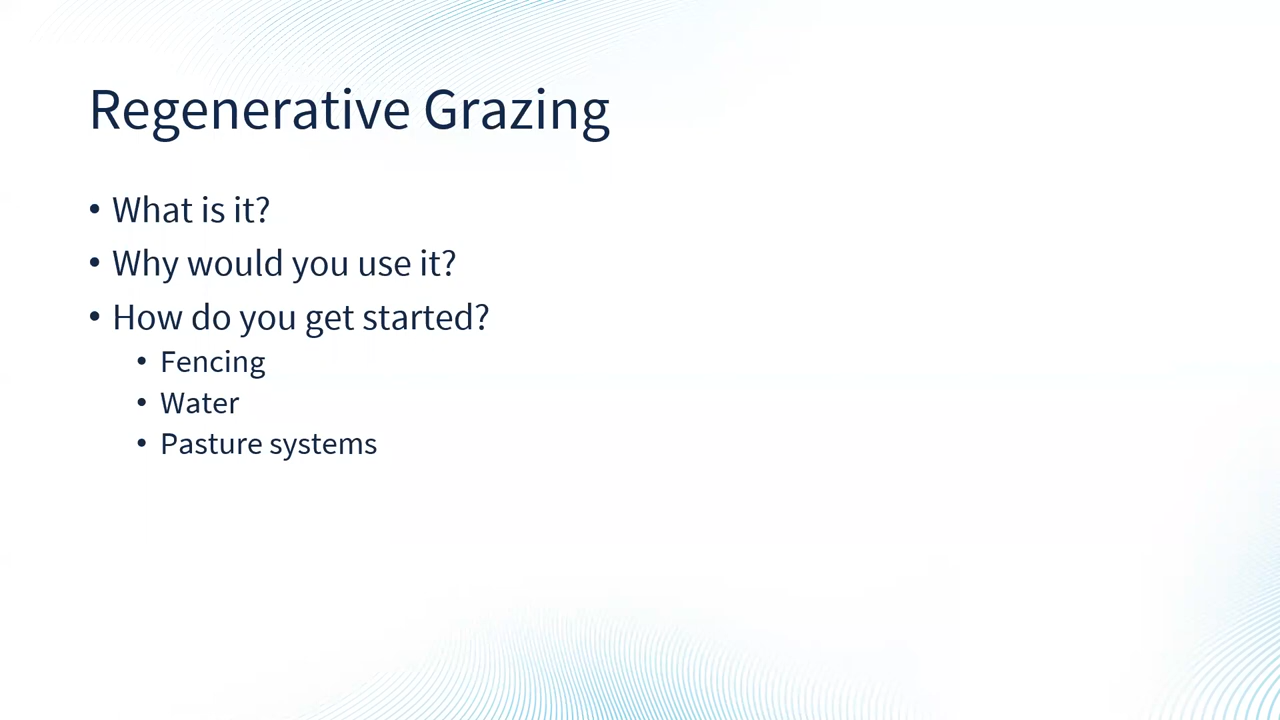 Regenerative Grazing
• What is it?
• Why would you use it?
• How do you get started?
• Fencing
• Water
• Pasture systems